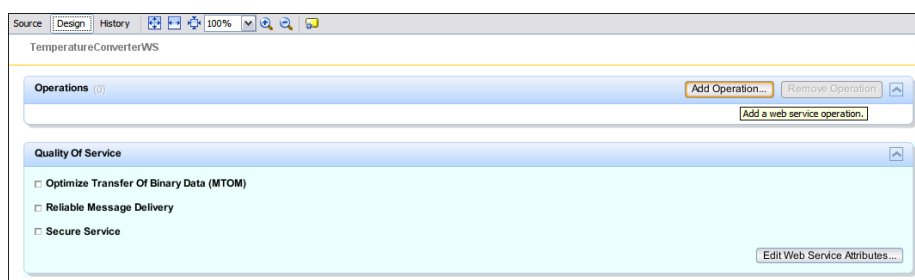 Source Design History 100%
TemperatureConverterWS
Operations (0) Add Operation... Remove Operation
Add a web service operation.
Quality Of Service
Optimize Transfer Of Binary Data (MTOM)
Reliable Message Delivery
Secure Service
Edit Web Service Attributes...